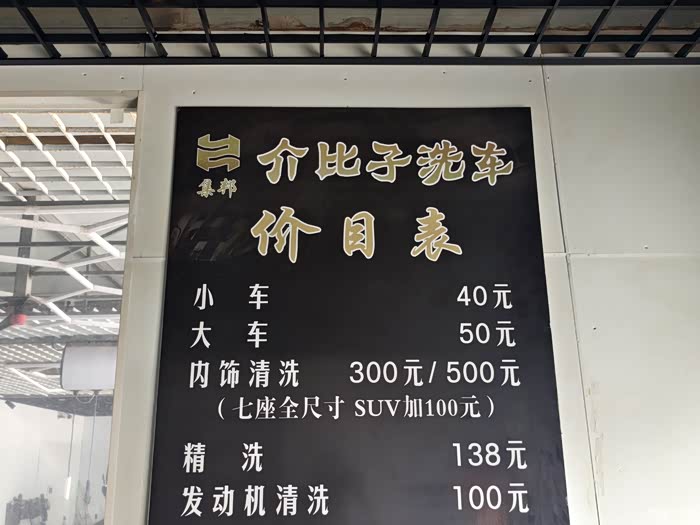 集邦
介比子洗车
价目表
小车 40元
大车 50元
内饰清洗 300元/500元
（七座全尺寸 SUV加100元）
精洗 138元
发动机清洗 100元